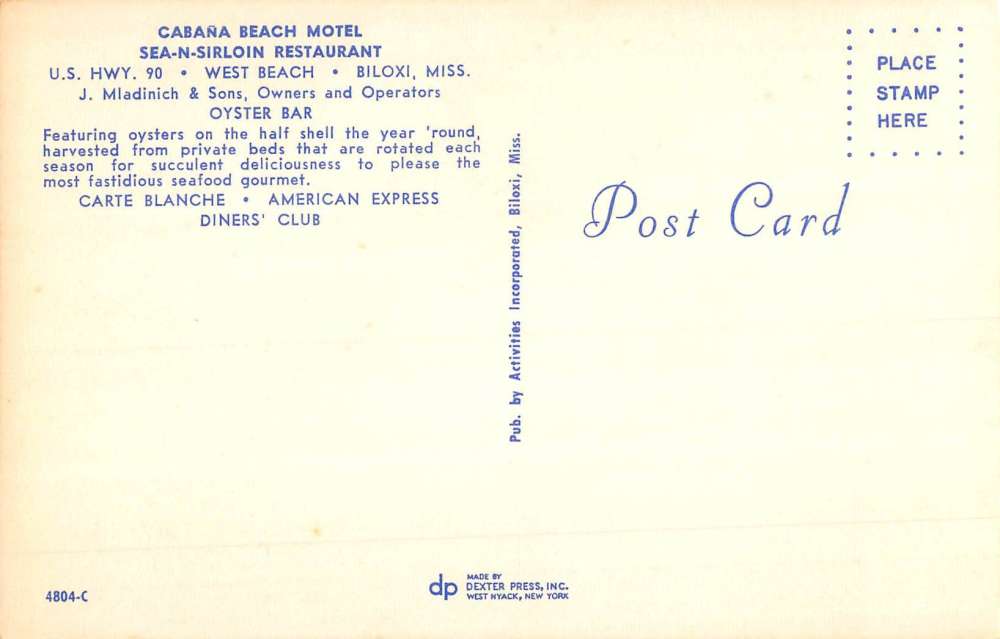 CABAÑA BEACH MOTEL
SEA-N-SIRLOIN RESTAURANT
U.S. HWY. 90 • WEST BEACH • BILOXI, MISS.
J. Mladinich & Sons, Owners and Operators
OYSTER BAR
Featuring oysters on the half shell the year 'round,
harvested from private beds that are rotated each
season for succulent deliciousness to please the
most fastidious seafood gourmet.
CARTE BLANCHE • AMERICAN EXPRESS
DINERS' CLUB
4804-C
Pub. by Activities Incorporated, Biloxi, Miss.
dp
MADE BY
DEXTER PRESS, INC.
WEST NYACK, NEW YORK
PLACE
STAMP
HERE
Post Card